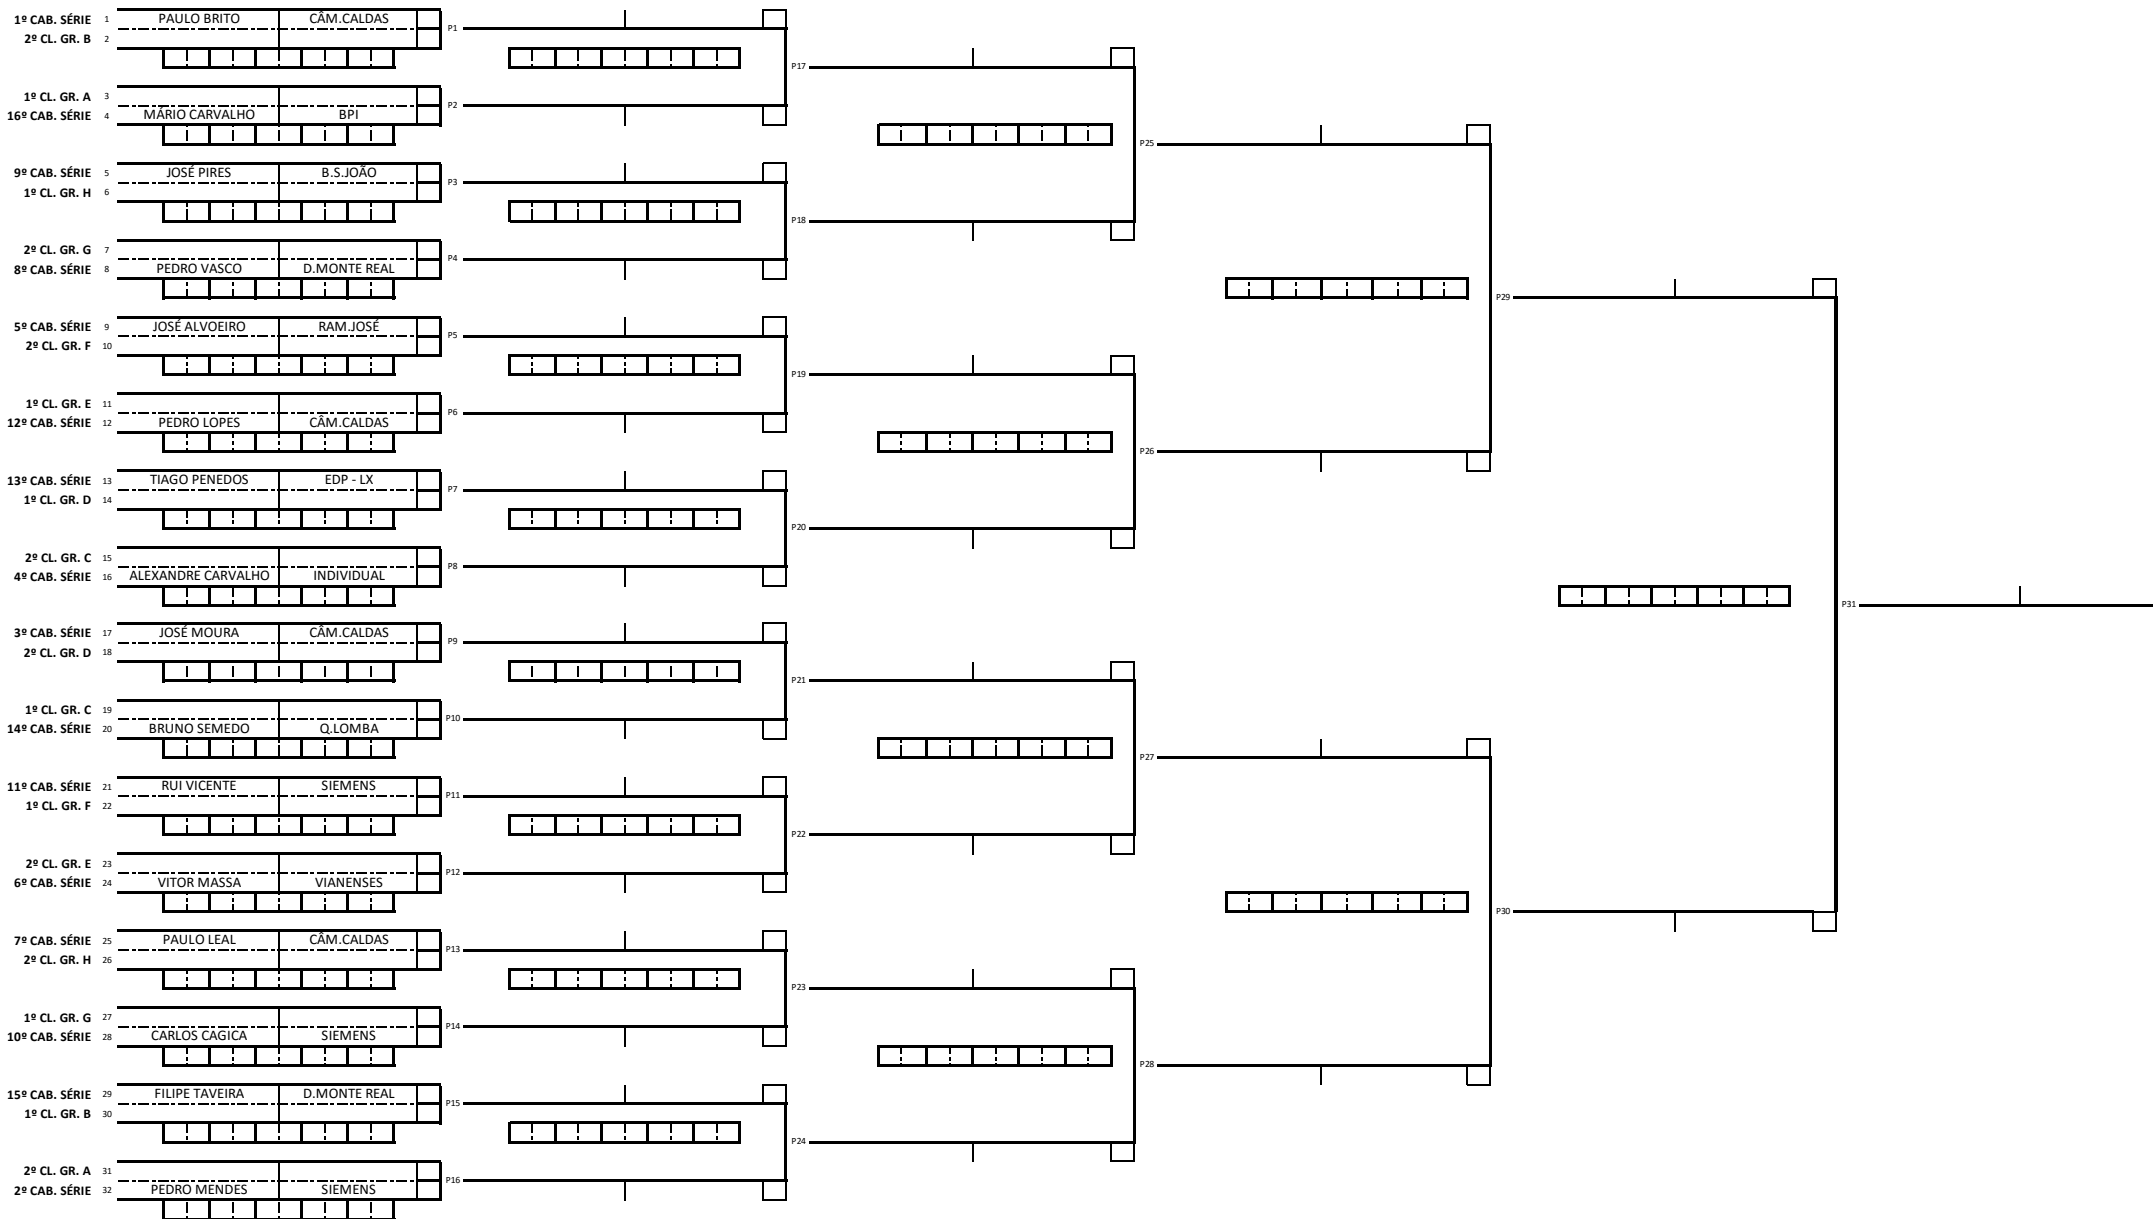 1º CAB. SÉRIE 1 PAULO BRITO CÂM.CALDAS
P1
2º CL. GR. B 2
P17
1º CL. GR. A 3
P2
16º CAB. SÉRIE 4 MÁRIO CARVALHO BPI
P25
9º CAB. SÉRIE 5 JOSÉ PIRES B.S.JOÃO
P3
1º CL. GR. H 6
P18
2º CL. GR. G 7
P4
8º CAB. SÉRIE 8 PEDRO VASCO D.MONTE REAL
P29
5º CAB. SÉRIE 9 JOSÉ ALVOEIRO RAM.JOSÉ
P5
2º CL. GR. F 10
P19
1º CL. GR. E 11
P6
12º CAB. SÉRIE 12 PEDRO LOPES CÂM.CALDAS
P26
13º CAB. SÉRIE 13 TIAGO PENEDOS EDP - LX
P7
1º CL. GR. D 14
P20
2º CL. GR. C 15
P8
4º CAB. SÉRIE 16 ALEXANDRE CARVALHO INDIVIDUAL
P31
3º CAB. SÉRIE 17 JOSÉ MOURA CÂM.CALDAS
P9
2º CL. GR. D 18
P21
1º CL. GR. C 19
P10
14º CAB. SÉRIE 20 BRUNO SEMEDO Q.LOMBA
P27
11º CAB. SÉRIE 21 RUI VICENTE SIEMENS
P11
1º CL. GR. F 22
P22
2º CL. GR. E 23
P12
6º CAB. SÉRIE 24 VITOR MASSA VIANENSES
P30
7º CAB. SÉRIE 25 PAULO LEAL CÂM.CALDAS
P13
2º CL. GR. H 26
P23
1º CL. GR. G 27
P14
10º CAB. SÉRIE 28 CARLOS CAGICA SIEMENS
P28
15º CAB. SÉRIE 29 FILIPE TAVEIRA D.MONTE REAL
P15
1º CL. GR. B 30
P24
2º CL. GR. A 31
P16
2º CAB. SÉRIE 32 PEDRO MENDES SIEMENS